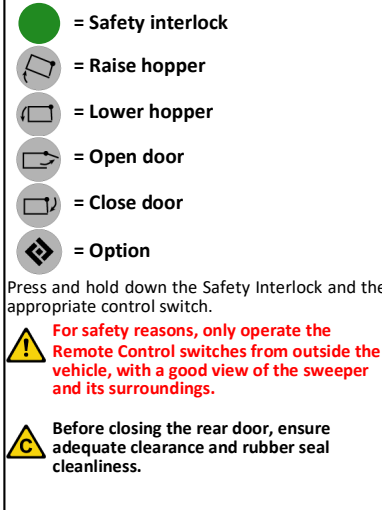 = Safety interlock
= Raise hopper
= Lower hopper
= Open door
= Close door
= Option
Press and hold down the Safety Interlock and the
appropriate control switch.
For safety reasons, only operate the
Remote Control switches from outside the
vehicle, with a good view of the sweeper
and its surroundings.
C
Before closing the rear door, ensure
adequate clearance and rubber seal
cleanliness.